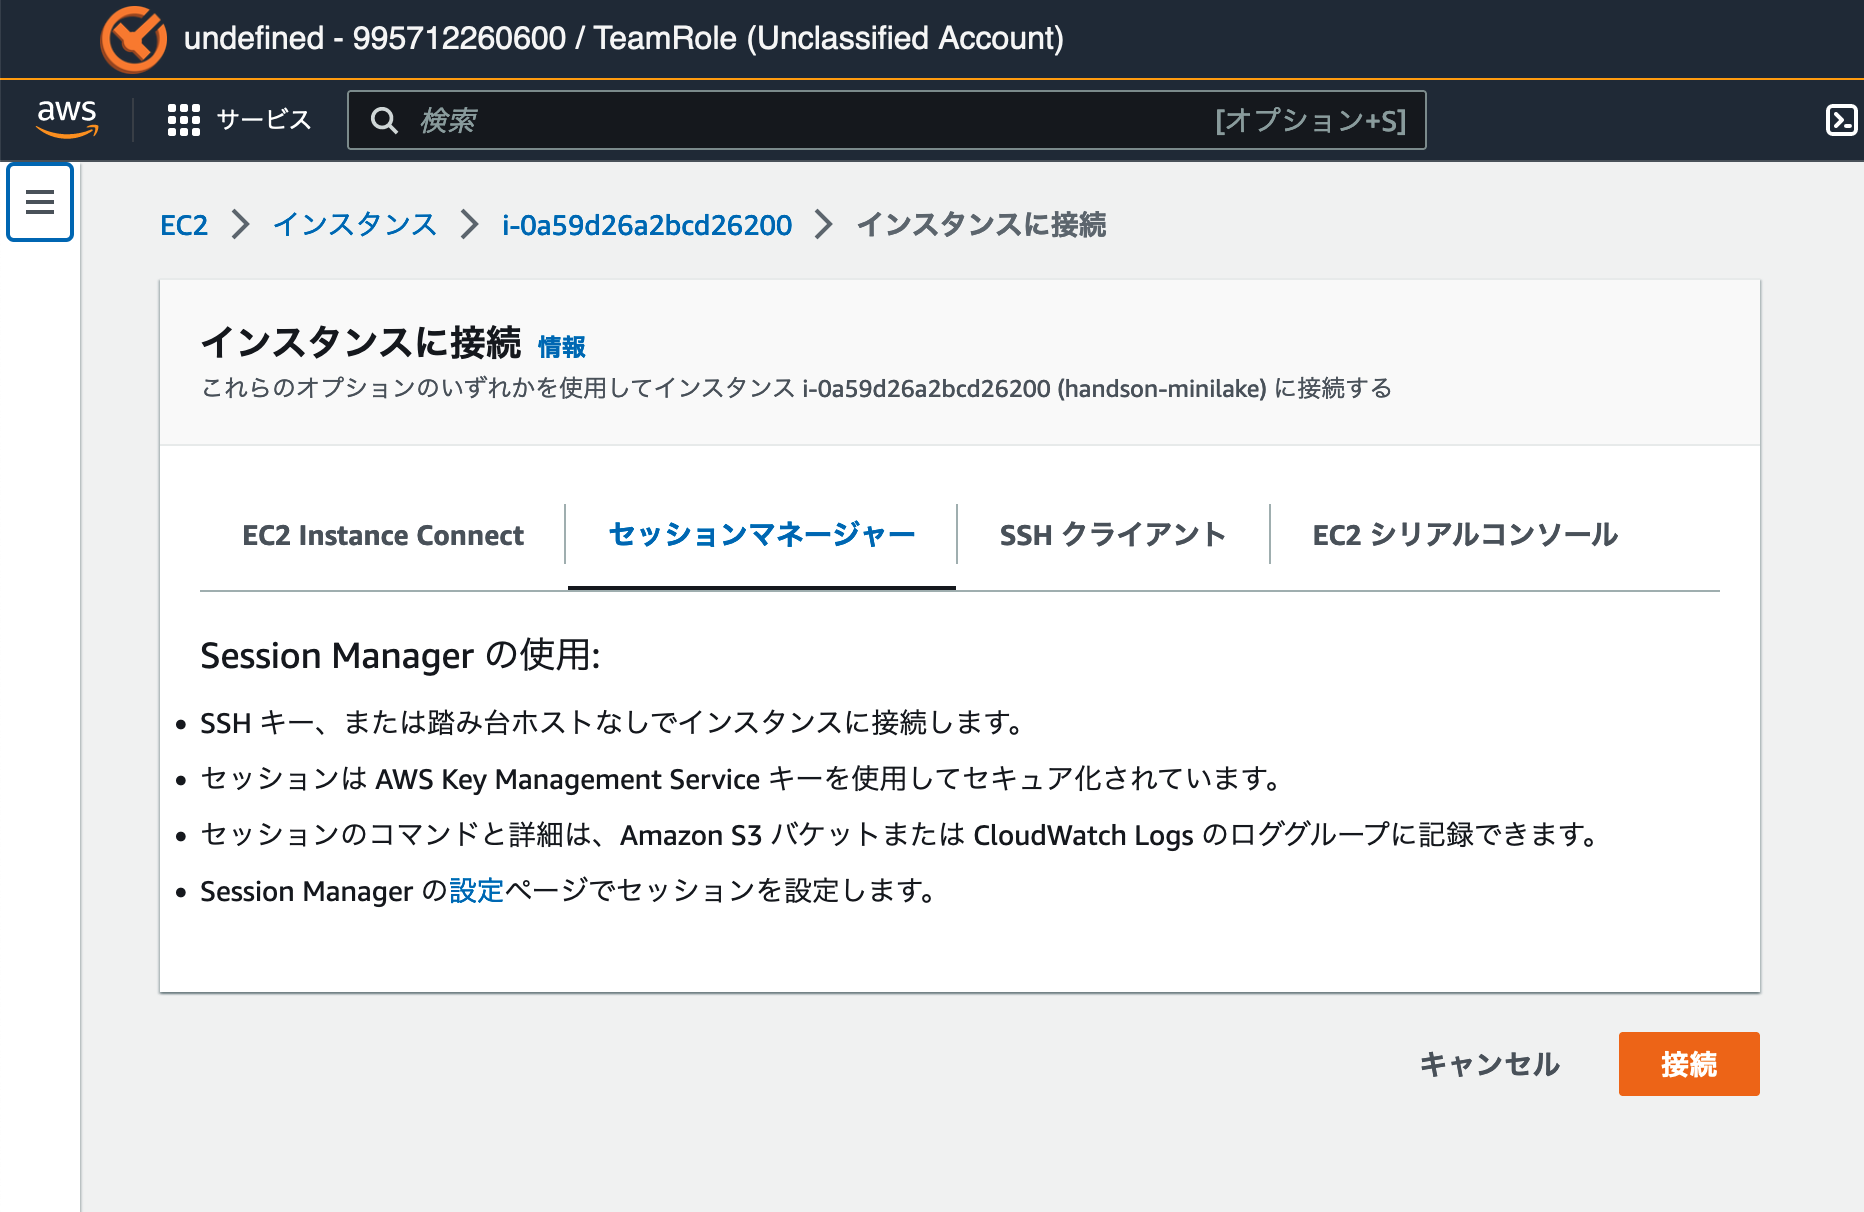 undefined - 995712260600 / TeamRole (Unclassified Account)
aws サービス 検索 [オプション+S]
EC2 インスタンス i-0a59d26a2bcd26200 インスタンスに接続
インスタンスに接続 情報
これらのオプションのいずれかを使用してインスタンス i-0a59d26a2bcd26200 (handson-minilake) に接続する
EC2 Instance Connect セッションマネージャー SSH クライアント EC2 シリアルコンソール
Session Manager の使用:
• SSH キー、または踏み台ホストなしでインスタンスに接続します。
• セッションは AWS Key Management Service キーを使用してセキュア化されています。
• セッションのコマンドと詳細は、Amazon S3 バケットまたは CloudWatch Logs のロググループに記録できます。
• Session Manager の設定ページでセッションを設定します。
キャンセル 接続